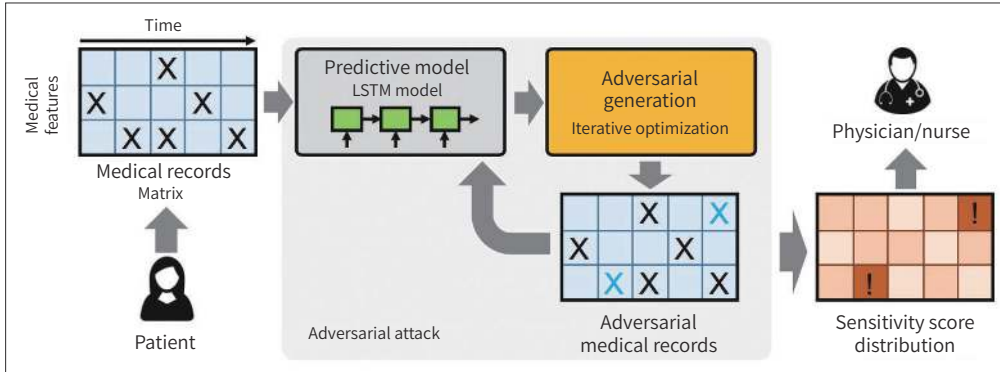 Time
Medical
features
X
X X
X X X
Medical records
Matrix
Patient
Predictive model
LSTM model
Adversarial
generation
Iterative optimization
X X
X X
X X X
Adversarial
medical records
Adversarial attack
Physician/nurse
!
!
Sensitivity score
distribution